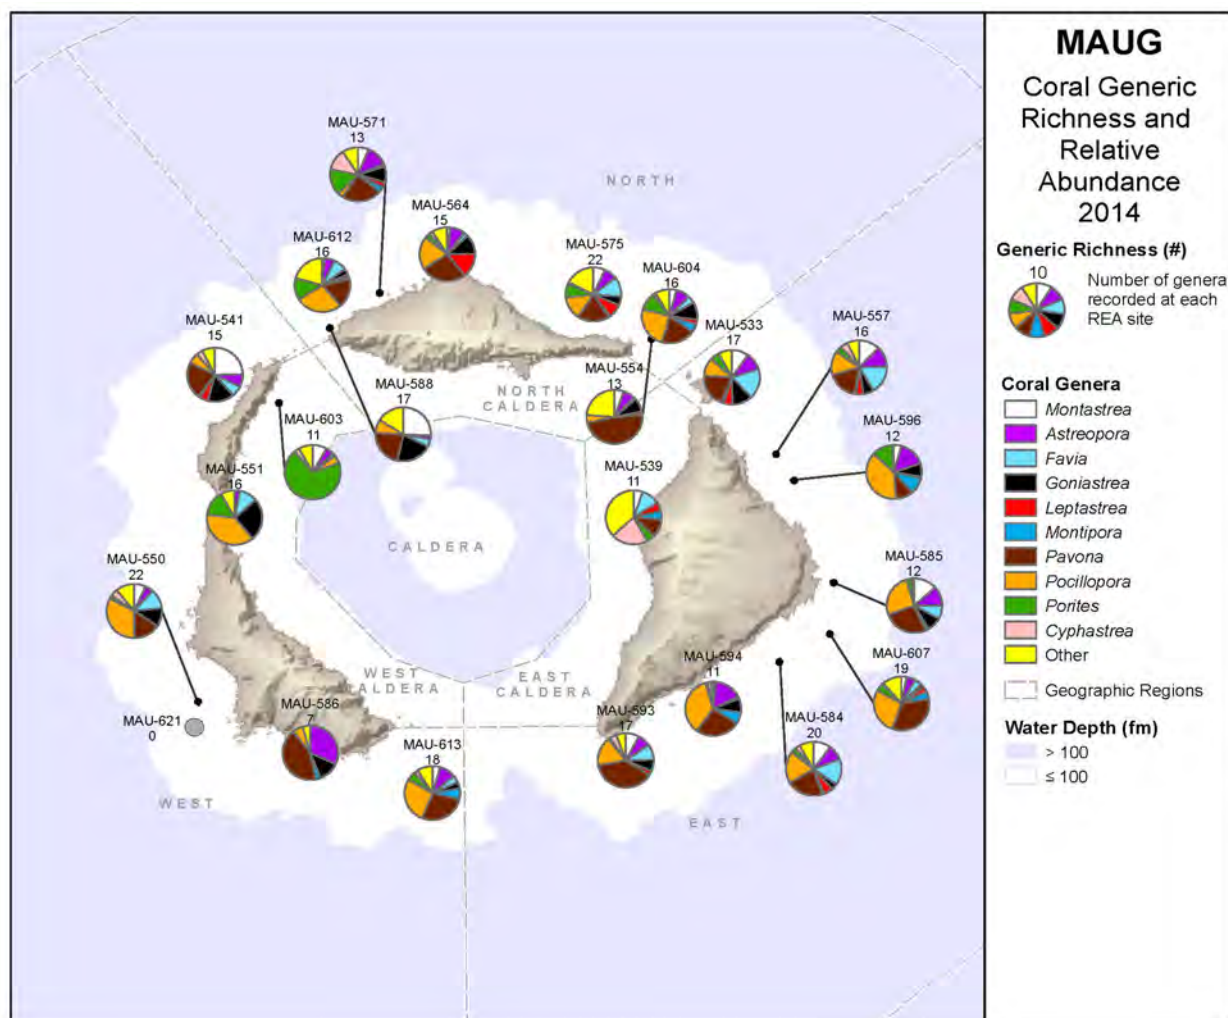 MAU-571
13
NORTH
MAU-564
15
MAU-612
16
MAU-575
22
MAU-604
16
MAU-541
15
MAU-533
17
MAU-557
16
MAU-588
17
NORTH
CALDERA
MAU-554
13
MAU-603
11
MAU-596
12
MAU-551
16
MAU-539
11
CALDERA
MAU-550
22
MAU-585
12
WEST
CALDERA
EAST
CALDERA
MAU-594
11
MAU-607
19
MAU-621
0
MAU-586
7
MAU-593
17
MAU-584
20
MAU-613
18
WEST
EAST
MAUG
Coral Generic
Richness and
Relative
Abundance
2014
Generic Richness (#)
10
Number of genera
recorded at each
REA site
Coral Genera
Montastrea
Astreopora
Favia
Goniastrea
Leptastrea
Montipora
Pavona
Pocillopora
Porites
Cyphastrea
Other
Geographic Regions
Water Depth (fm)
> 100
≤ 100